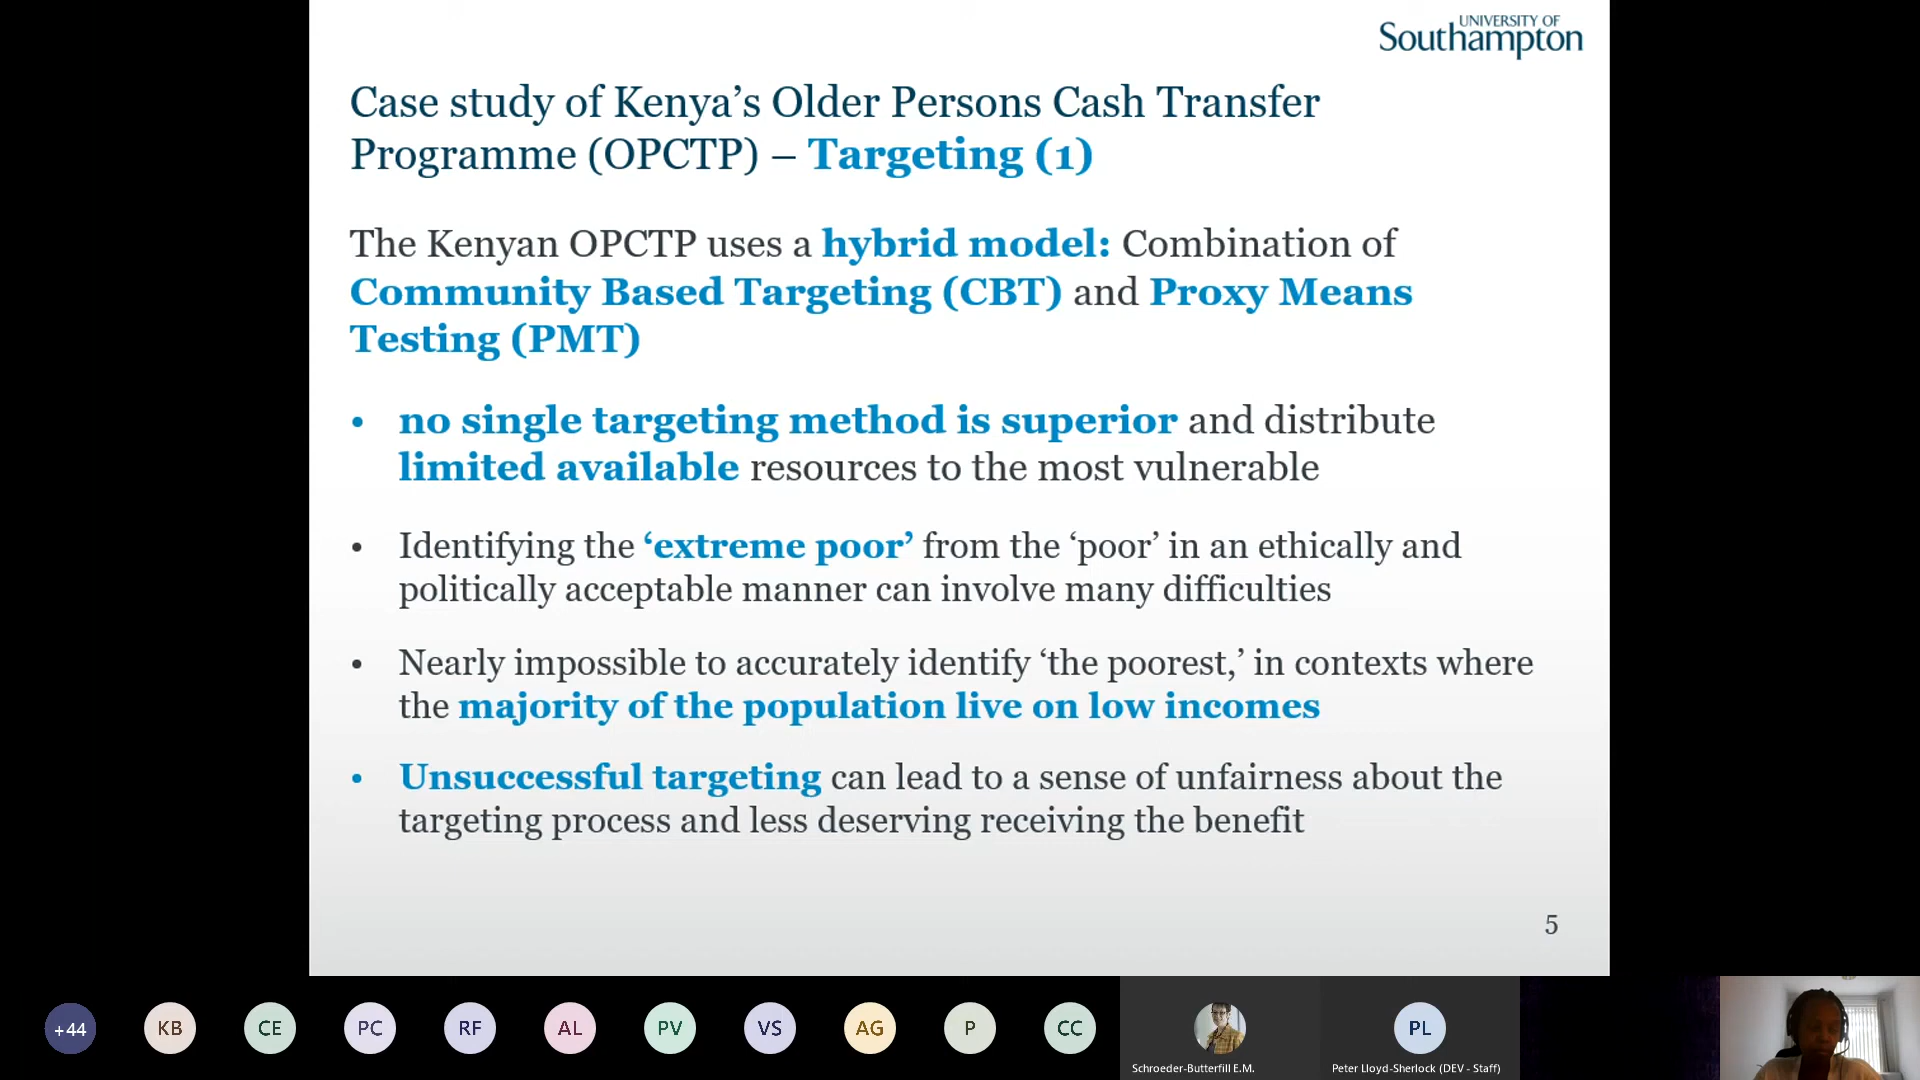 UNIVERSITY OF
Southampton
Case study of Kenya’s Older Persons Cash Transfer
Programme (OPCTP) – Targeting (1)
The Kenyan OPCTP uses a hybrid model: Combination of
Community Based Targeting (CBT) and Proxy Means
Testing (PMT)
• no single targeting method is superior and distribute
limited available resources to the most vulnerable
• Identifying the ‘extreme poor’ from the ‘poor’ in an ethically and
politically acceptable manner can involve many difficulties
• Nearly impossible to accurately identify ‘the poorest,’ in contexts where
the majority of the population live on low incomes
• Unsuccessful targeting can lead to a sense of unfairness about the
targeting process and less deserving receiving the benefit
5
+44 KB CE PC RF AL PV VS AG P CC PL
Schroeder-Butterfill E.M. Peter Lloyd-Sherlock (DEV - Staff)